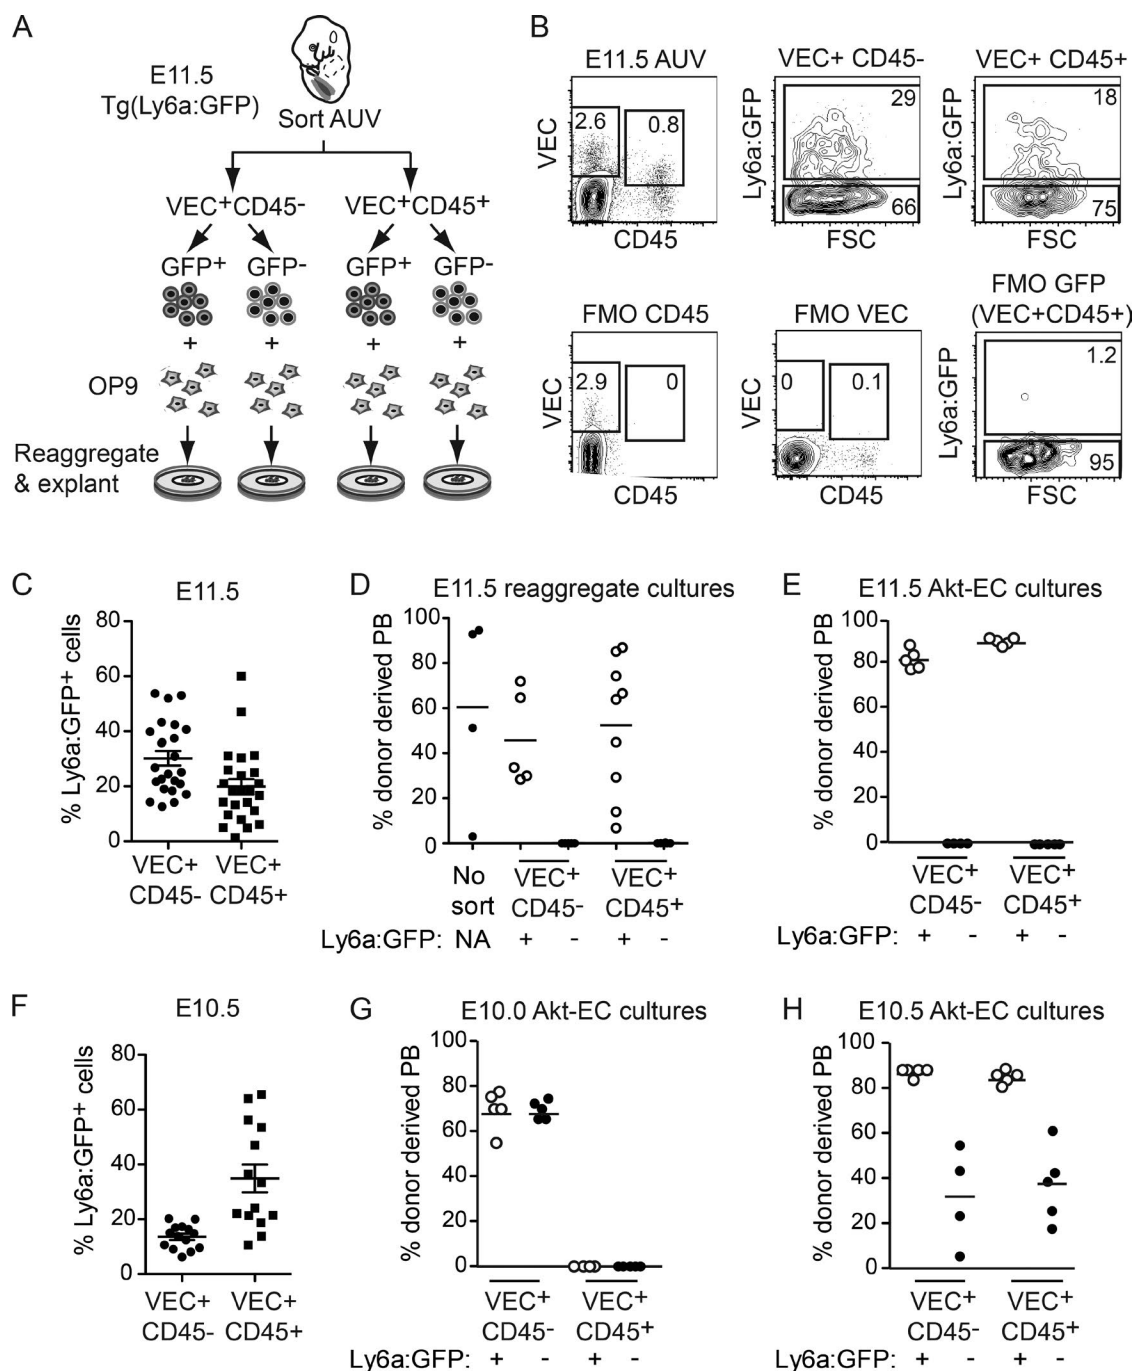 A
E11.5
Tg(Ly6a:GFP)
Sort AUV
VEC+CD45- VEC+CD45+
GFP+ GFP- GFP+ GFP-
+ + + +
OP9
Reaggregate
& explant
B
E11.5 AUV VEC+ CD45- VEC+ CD45+
2.6 0.8 29 18
VEC Ly6a:GFP Ly6a:GFP
66 75
CD45 FSC FSC
FMO CD45 FMO VEC FMO GFP
(VEC+CD45+)
2.9 0 0 0.1 1.2
VEC VEC Ly6a:GFP
95
CD45 CD45 FSC
C
E11.5
% Ly6a:GFP+ cells
80
60
40
20
0
VEC+ VEC+
CD45- CD45+
D
E11.5 reaggregate cultures
% donor derived PB
100
80
60
40
20
0
No VEC+ VEC+
sort CD45- CD45+
Ly6a:GFP: NA + - + -
E
E11.5 Akt-EC cultures
% donor derived PB
100
80
60
40
20
0
VEC+ VEC+
CD45- CD45+
Ly6a:GFP: + - + -
F
E10.5
% Ly6a:GFP+ cells
80
60
40
20
0
VEC+ VEC+
CD45- CD45+
G
E10.0 Akt-EC cultures
% donor derived PB
100
80
60
40
20
0
VEC+ VEC+
CD45- CD45+
Ly6a:GFP: + - + -
H
E10.5 Akt-EC cultures
% donor derived PB
100
80
60
40
20
0
VEC+ VEC+
CD45- CD45+
Ly6a:GFP: + - + -